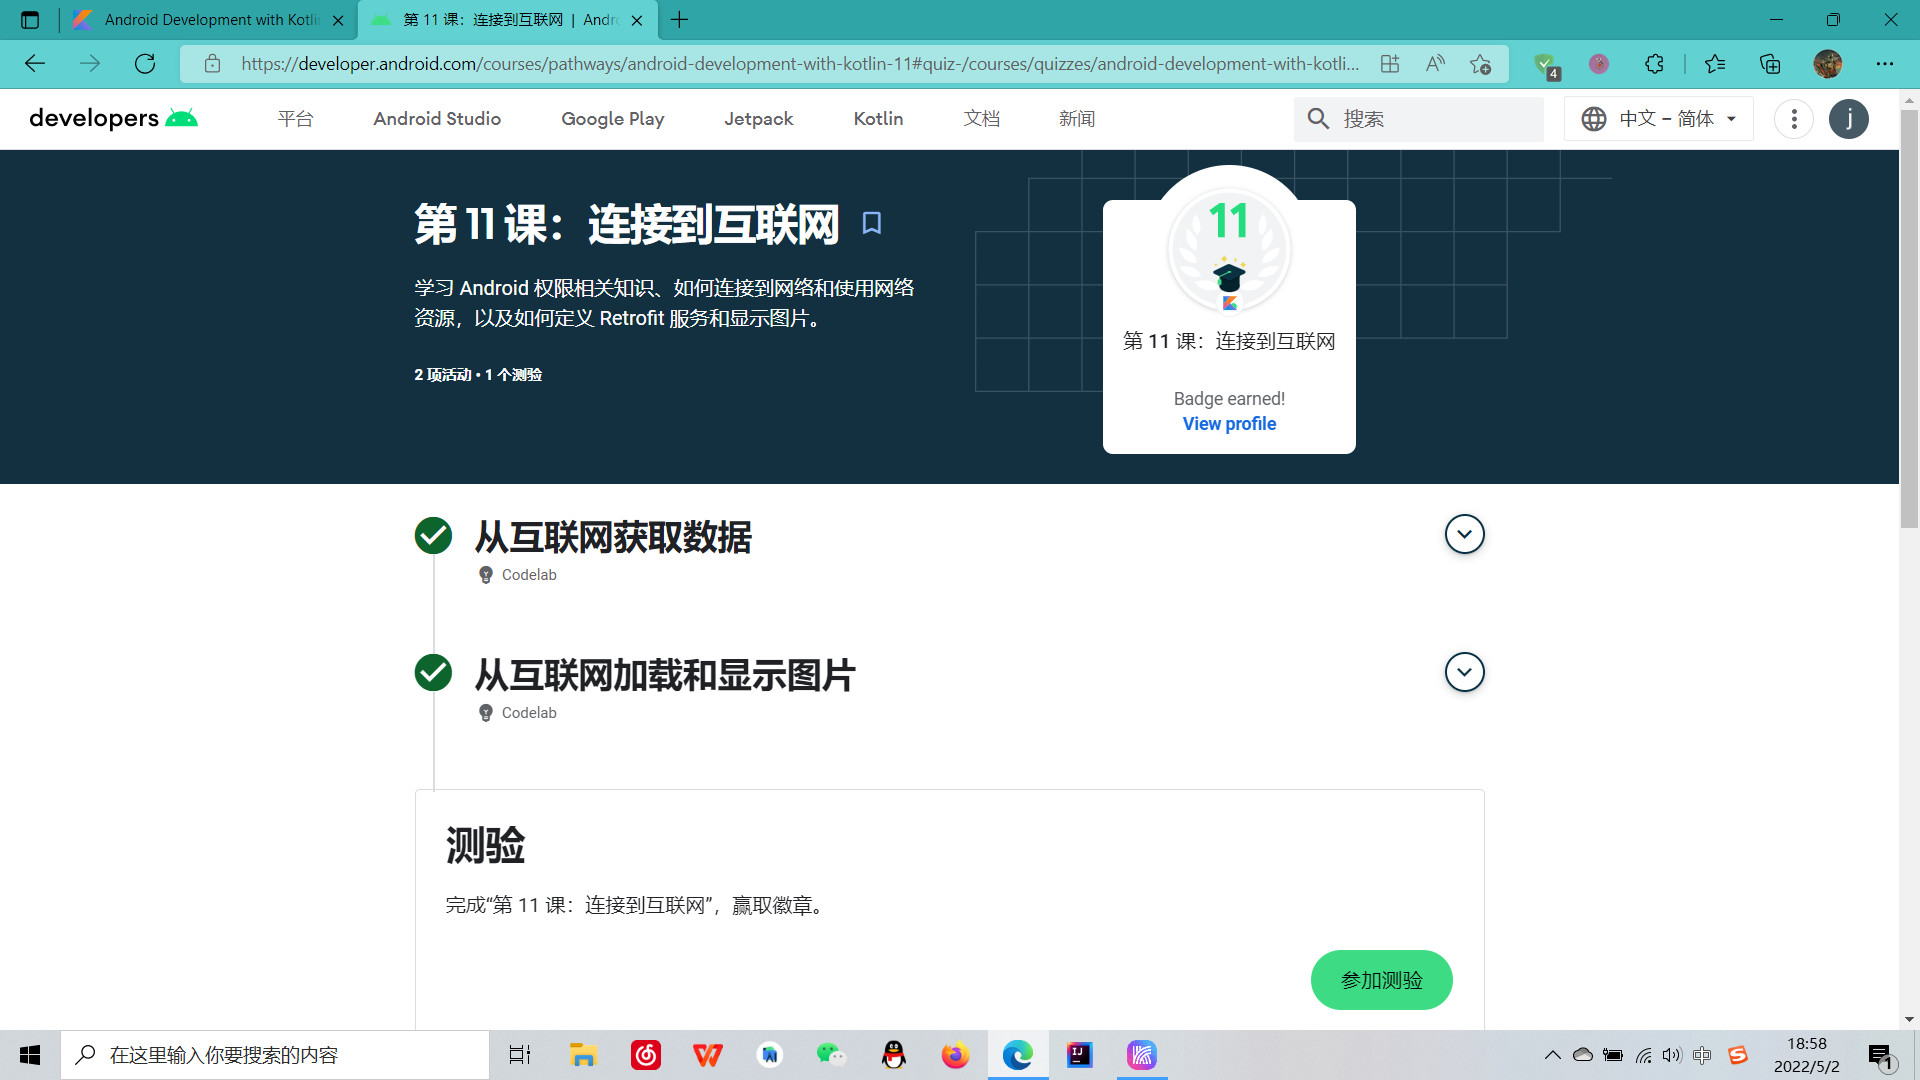 Android Development with Kotli
第 11 课：连接到互联网 | Andro
https://developer.android.com/courses/pathways/android-development-with-kotlin-11#quiz-/courses/quizzes/android-development-with-kotli...
4
developers
平台
Android Studio
Google Play
Jetpack
Kotlin
文档
新闻
搜索
中文 – 简体
j
第 11 课：连接到互联网
学习 Android 权限相关知识、如何连接到网络和使用网络
资源，以及如何定义 Retrofit 服务和显示图片。
2 项活动 • 1 个测验
11
第 11 课：连接到互联网
Badge earned!
View profile
从互联网获取数据
Codelab
从互联网加载和显示图片
Codelab
测验
完成“第 11 课：连接到互联网”，赢取徽章。
参加测验
在这里输入你要搜索的内容
中
18:58
2022/5/2
1